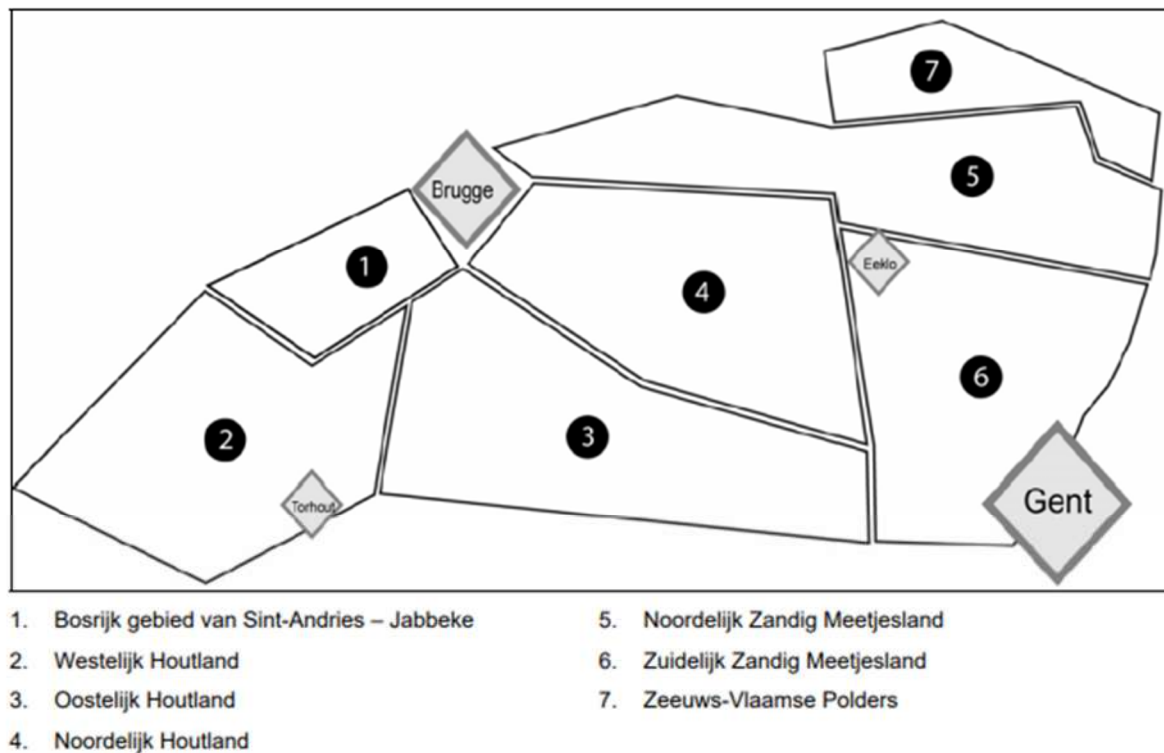 7
Brugge
5
1
Eeklo
4
6
2
3
Torhout
Gent
1. Bosrijk gebied van Sint-Andries – Jabbeke
2. Westelijk Houtland
3. Oostelijk Houtland
4. Noordelijk Houtland
5. Noordelijk Zandig Meetjesland
6. Zuidelijk Zandig Meetjesland
7. Zeeuws-Vlaamse Polders